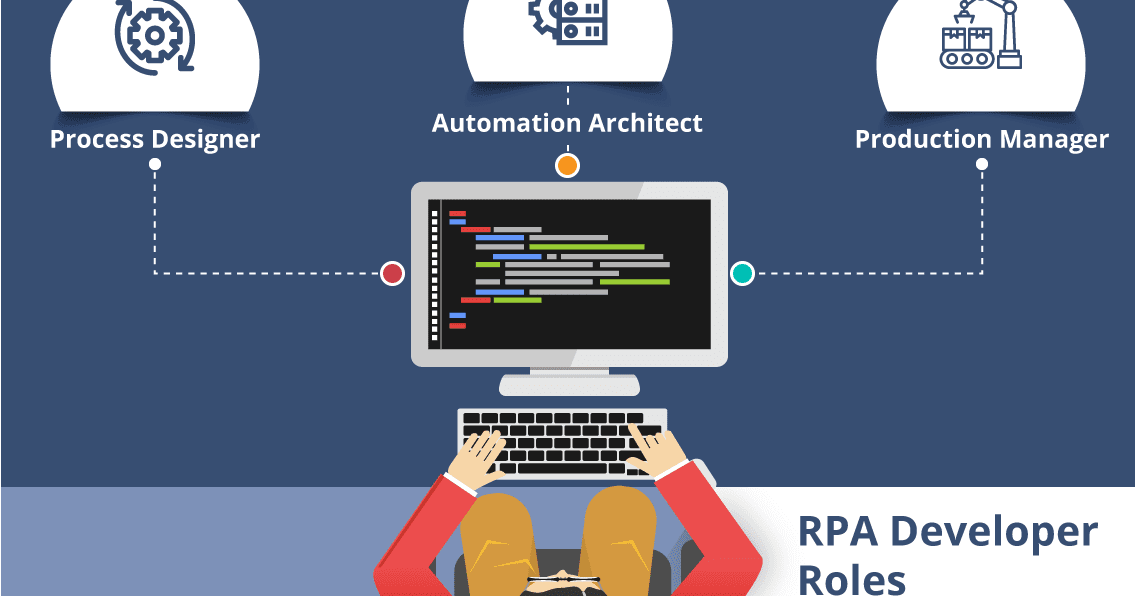 Process Designer
Automation Architect
Production Manager
RPA Developer
Roles